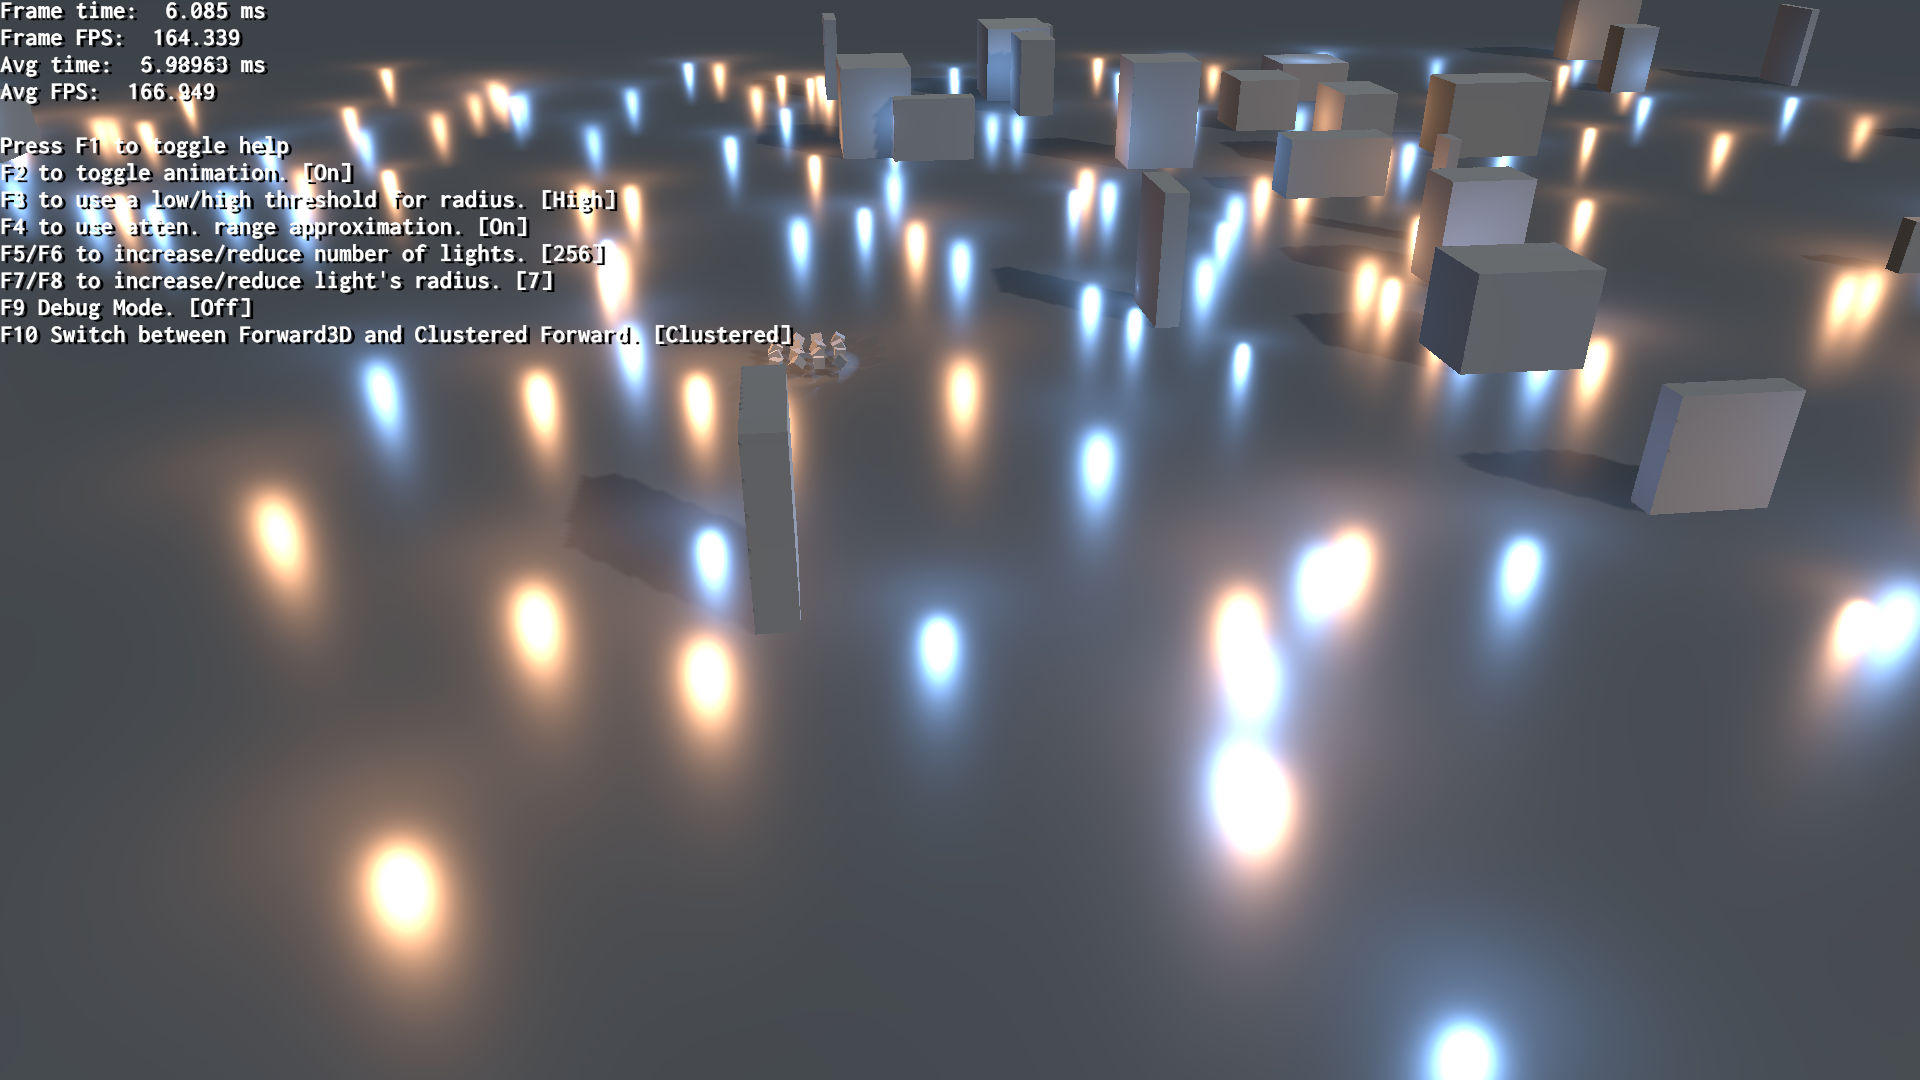 Frame time:  6.085 ms
Frame FPS:  164.339
Avg time:  5.98963 ms
Avg FPS:  166.949
Press F1 to toggle help
F2 to toggle animation. [On]
F3 to use a low/high threshold for radius. [High]
F4 to use atten. range approximation. [On]
F5/F6 to increase/reduce number of lights. [256]
F7/F8 to increase/reduce light's radius. [7]
F9 Debug Mode. [Off]
F10 Switch between Forward3D and Clustered Forward. [Clustered]